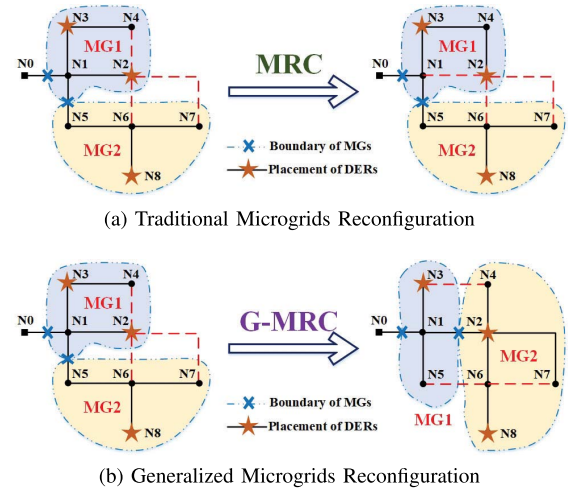 N3 N4 N3 N4
MG1 MRC MG1
N0 N1 N2 N0 N1 N2
N5 N6 N7 N5 N6 N7
MG2 Boundary of MGs MG2
Placement of DERs
N8 N8
(a) Traditional Microgrids Reconfiguration
N3 N4 N3 N4
MG1 G-MRC
N0 N1 N2 N0 N1 N2
MG2
N5 N6 N7 N5 N6 N7
MG2 Boundary of MGs MG1
Placement of DERs
N8 N8
(b) Generalized Microgrids Reconfiguration